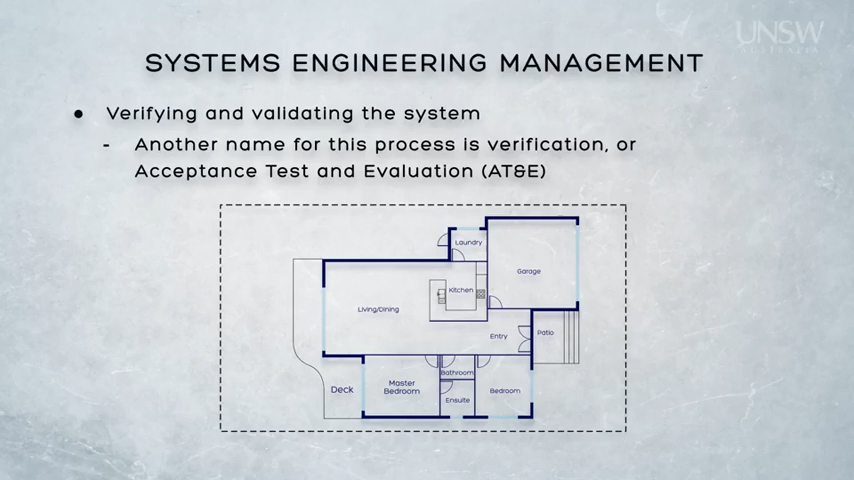 UNSW
AUSTRALIA
SYSTEMS ENGINEERING MANAGEMENT
● Verifying and validating the system
- Another name for this process is verification, or
Acceptance Test and Evaluation (AT&E)
Laundry
Garage
Kitchen
Living/Dining
Patio
Entry
Bathroom
Master
Bedroom
Deck
Bedroom
Ensuite